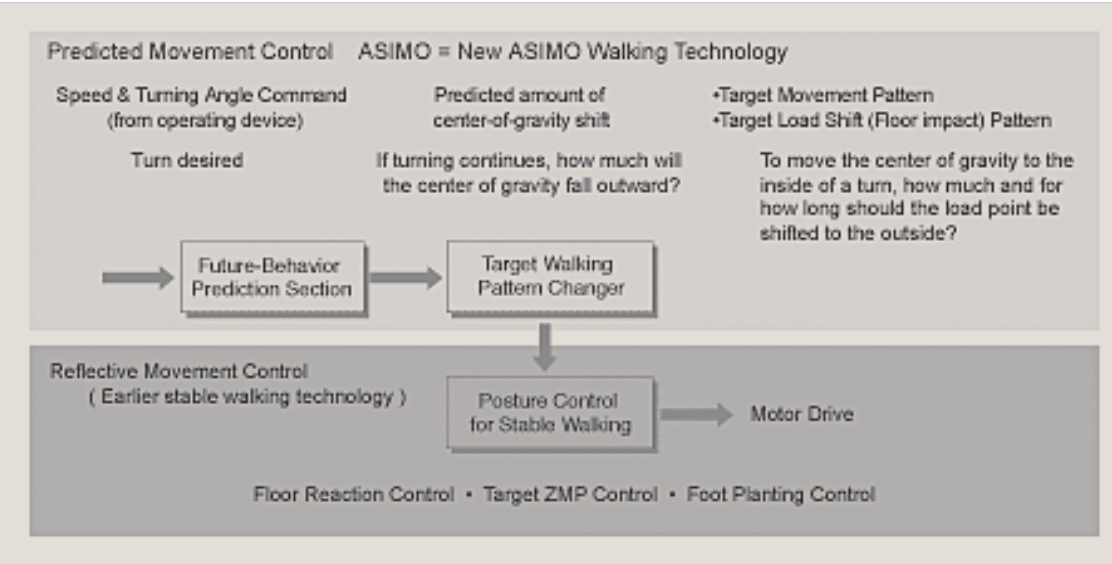 Predicted Movement Control ASIMO = New ASIMO Walking Technology
Speed & Turning Angle Command
(from operating device)
Turn desired
Predicted amount of
center-of-gravity shift
If turning continues, how much will
the center of gravity fall outward?
•Target Movement Pattern
•Target Load Shift (Floor impact) Pattern
To move the center of gravity to the
inside of a turn, how much and for
how long should the load point be
shifted to the outside?
Future-Behavior
Prediction Section
Target Walking
Pattern Changer
Reflective Movement Control
( Earlier stable walking technology )
Posture Control
for Stable Walking
Motor Drive
Floor Reaction Control • Target ZMP Control • Foot Planting Control